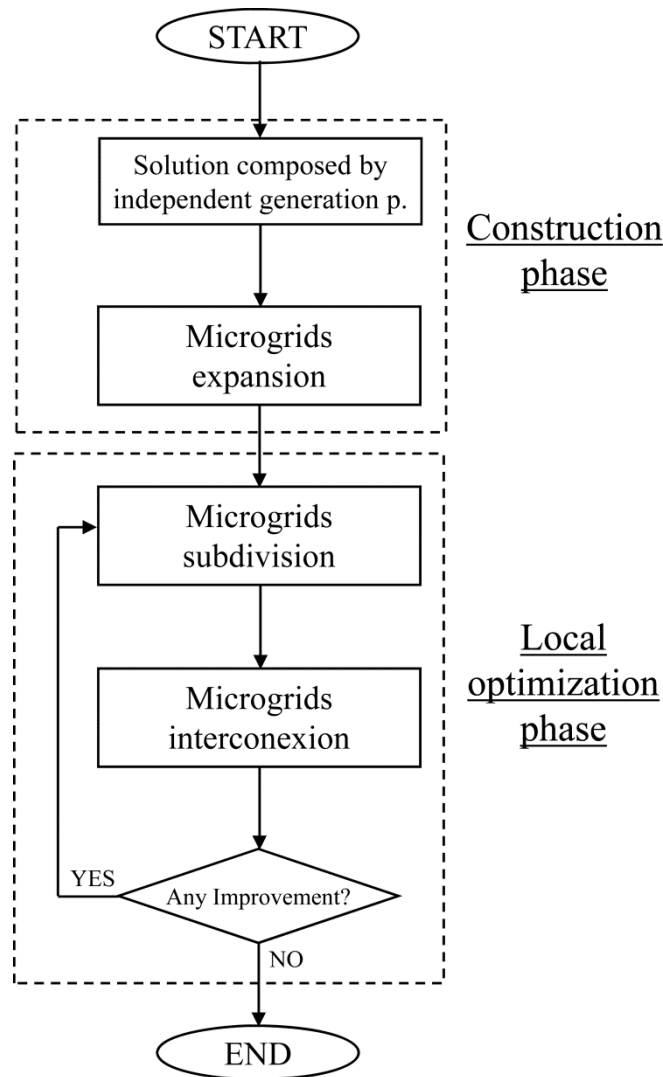 START
Solution composed by
independent generation p.
Construction
phase
Microgrids
expansion
Microgrids
subdivision
Local
optimization
phase
Microgrids
interconexion
YES
Any Improvement?
NO
END